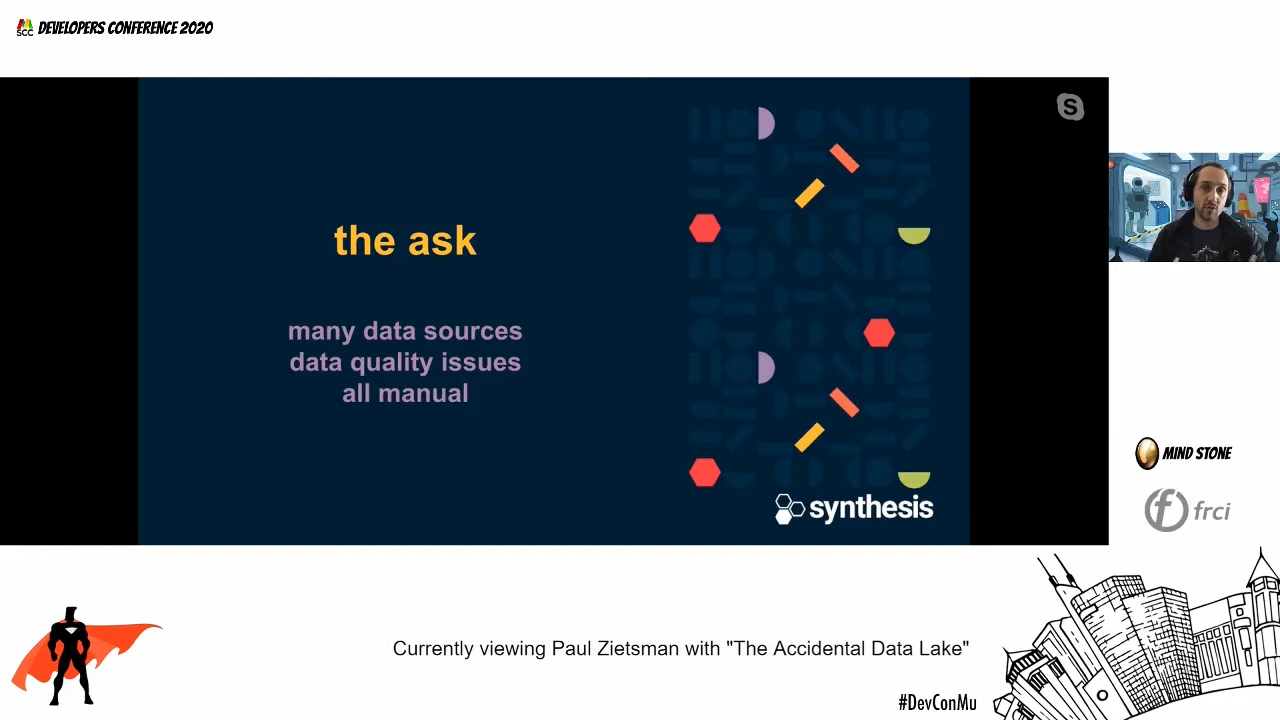 SCC DEVELOPERS CONFERENCE 2020
S
the ask
many data sources
data quality issues
all manual
synthesis
MIND STONE
f frci
Currently viewing Paul Zietsman with "The Accidental Data Lake"
#DevConMu